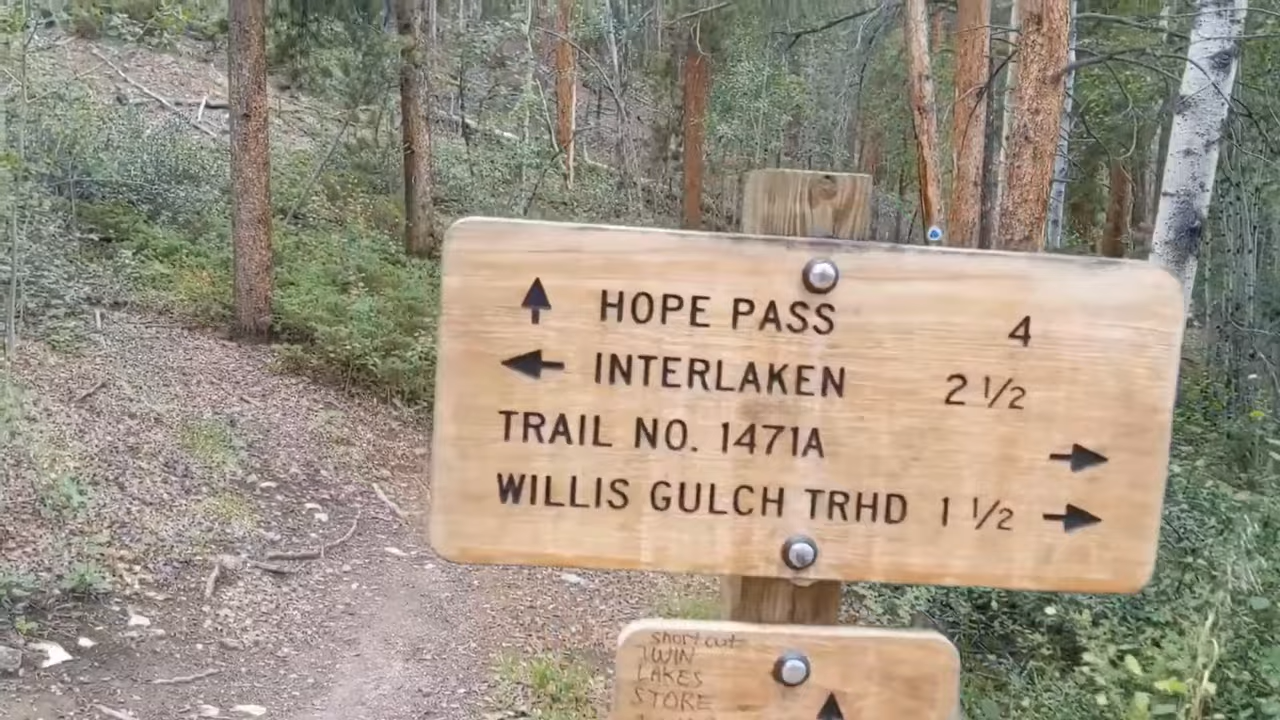 HOPE PASS 4
INTERLAKEN 2 1/2
TRAIL NO. 1471A
WILLIS GULCH TRHD 1 1/2
short cut
TWIN
LAKES
STORE